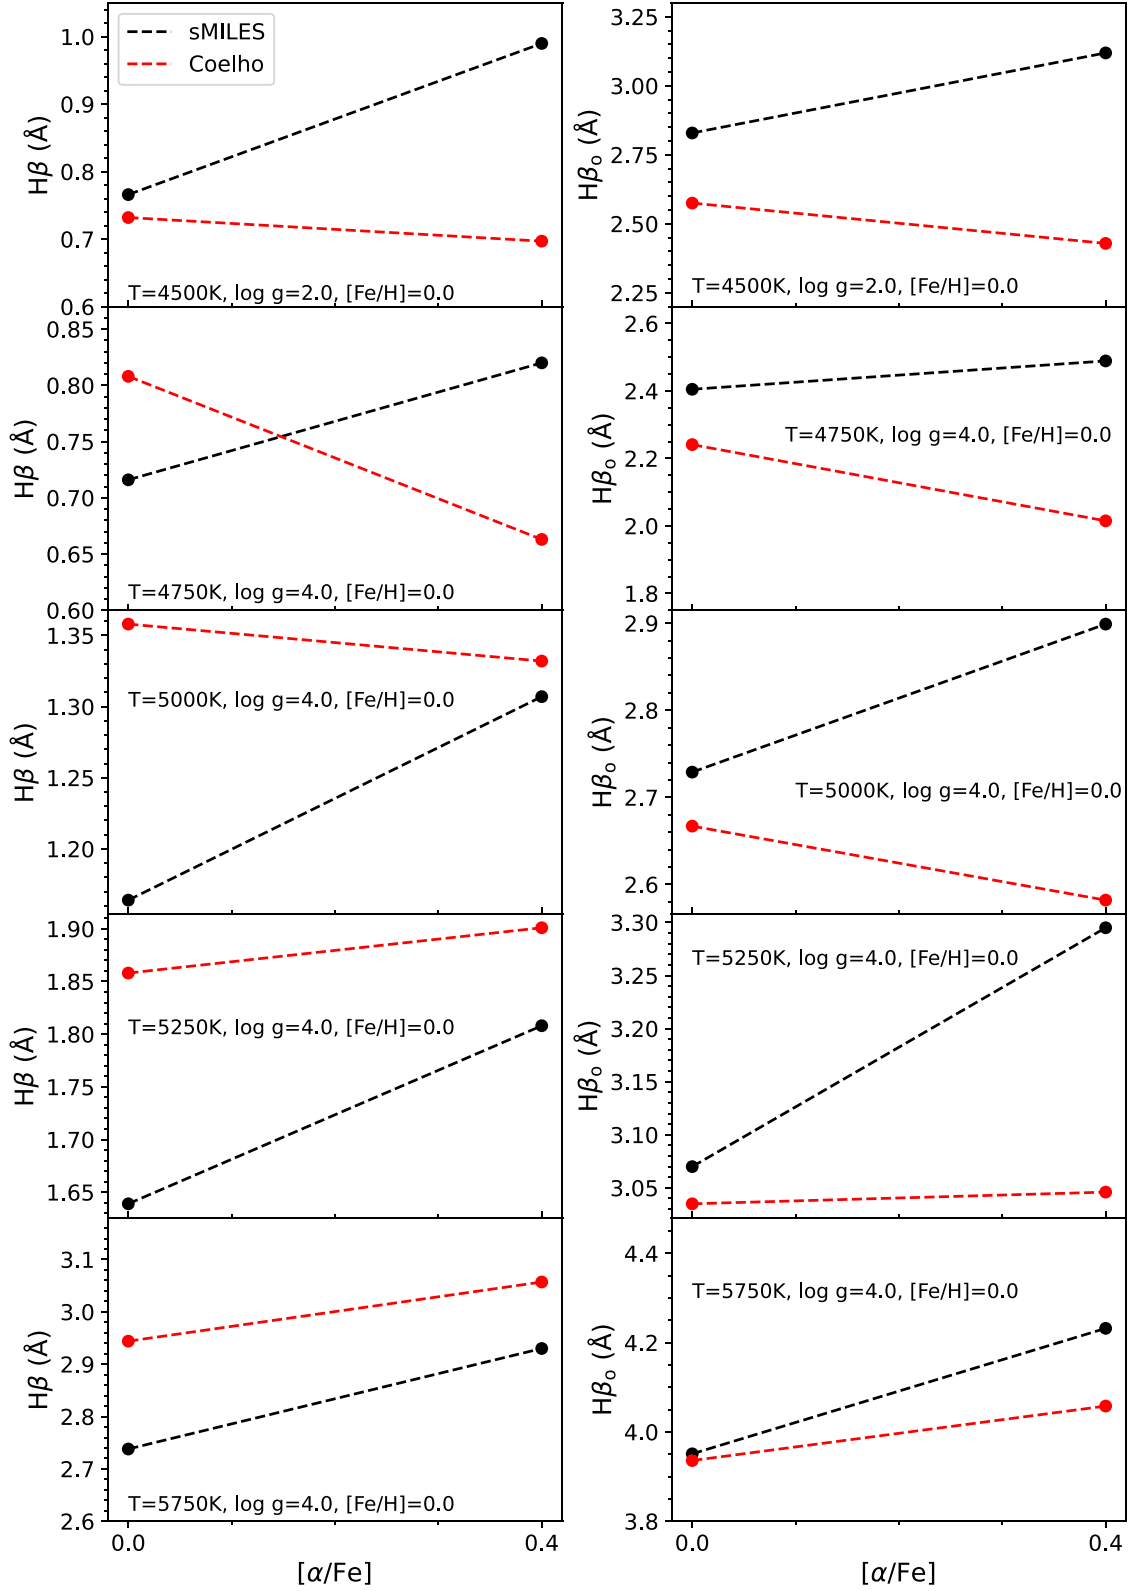 sMILES
Coelho
1.0
0.9
0.8
0.7
0.6
Hβ (Å)
T=4500K, log g=2.0, [Fe/H]=0.0
3.25
3.00
2.75
2.50
2.25
Hβo (Å)
T=4500K, log g=2.0, [Fe/H]=0.0
0.85
0.80
0.75
0.70
0.65
0.60
Hβ (Å)
T=4750K, log g=4.0, [Fe/H]=0.0
2.6
2.4
2.2
2.0
1.8
Hβo (Å)
T=4750K, log g=4.0, [Fe/H]=0.0
1.35
1.30
1.25
1.20
Hβ (Å)
T=5000K, log g=4.0, [Fe/H]=0.0
2.9
2.8
2.7
2.6
Hβo (Å)
T=5000K, log g=4.0, [Fe/H]=0.0
1.90
1.85
1.80
1.75
1.70
1.65
Hβ (Å)
T=5250K, log g=4.0, [Fe/H]=0.0
3.30
3.25
3.20
3.15
3.10
3.05
Hβo (Å)
T=5250K, log g=4.0, [Fe/H]=0.0
3.1
3.0
2.9
2.8
2.7
2.6
Hβ (Å)
T=5750K, log g=4.0, [Fe/H]=0.0
0.0 0.4
[α/Fe]
4.4
4.2
4.0
3.8
Hβo (Å)
T=5750K, log g=4.0, [Fe/H]=0.0
0.0 0.4
[α/Fe]